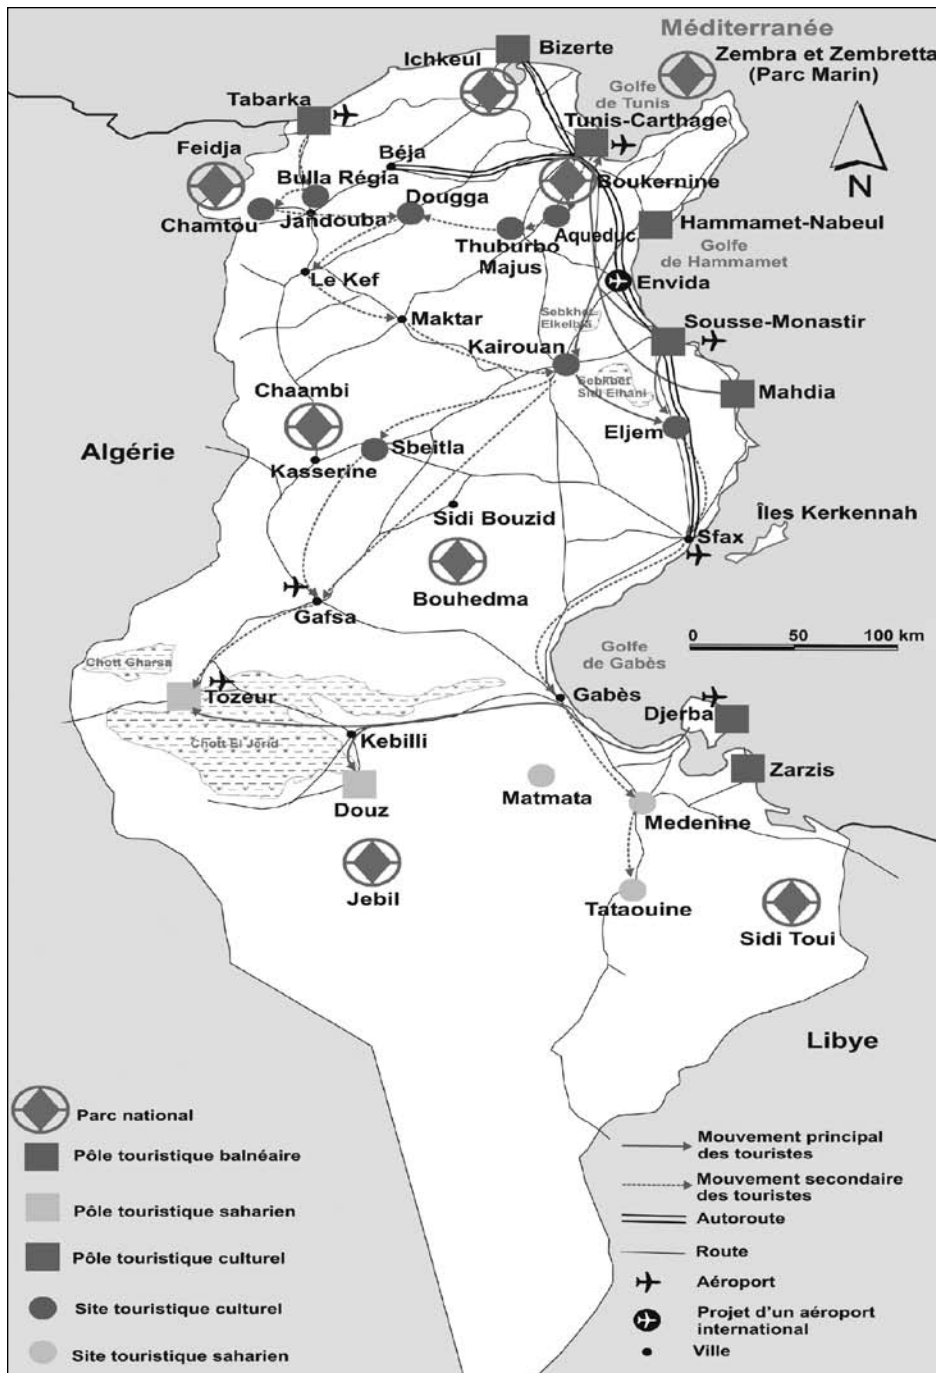 Méditerranée
Bizerte
Ichkeul
Zembra et Zembretta
(Parc Marin)
Golfe
de Tunis
Tabarka
Tunis-Carthage
Feidja
Béja
N
Bulla Régia
Dougga
Boukernine
Chamtou
Jandouba
Thuburbo
Majus
Aqueduc
Hammamet-Nabeul
Golfe
de Hammamet
Le Kef
Envida
Maktar
Sebkhet
Elkelbia
Sousse-Monastir
Kairouan
Chaambi
Sebkhet
Sidi Elhani
Mahdia
Algérie
Sbeitla
Eljem
Kasserine
Sidi Bouzid
Îles Kerkennah
Sfax
Bouhedma
Gafsa
0 50 100 km
Golfe
de Gabès
Chott Gharsa
Tozeur
Gabès
Djerba
Chott El Jérid
Kebilli
Zarzis
Douz
Matmata
Medenine
Jebil
Tataouine
Sidi Toui
Libye
Parc national
Pôle touristique balnéaire
Pôle touristique saharien
Pôle touristique culturel
Site touristique culturel
Site touristique saharien
Mouvement principal
des touristes
Mouvement secondaire
des touristes
Autoroute
Route
Aéroport
Projet d'un aéroport
international
Ville